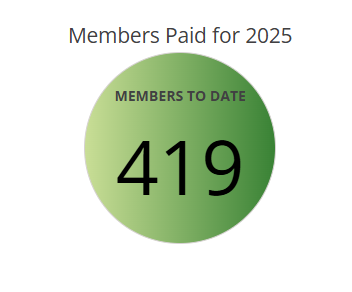 Members Paid for 2025
MEMBERS TO DATE
419